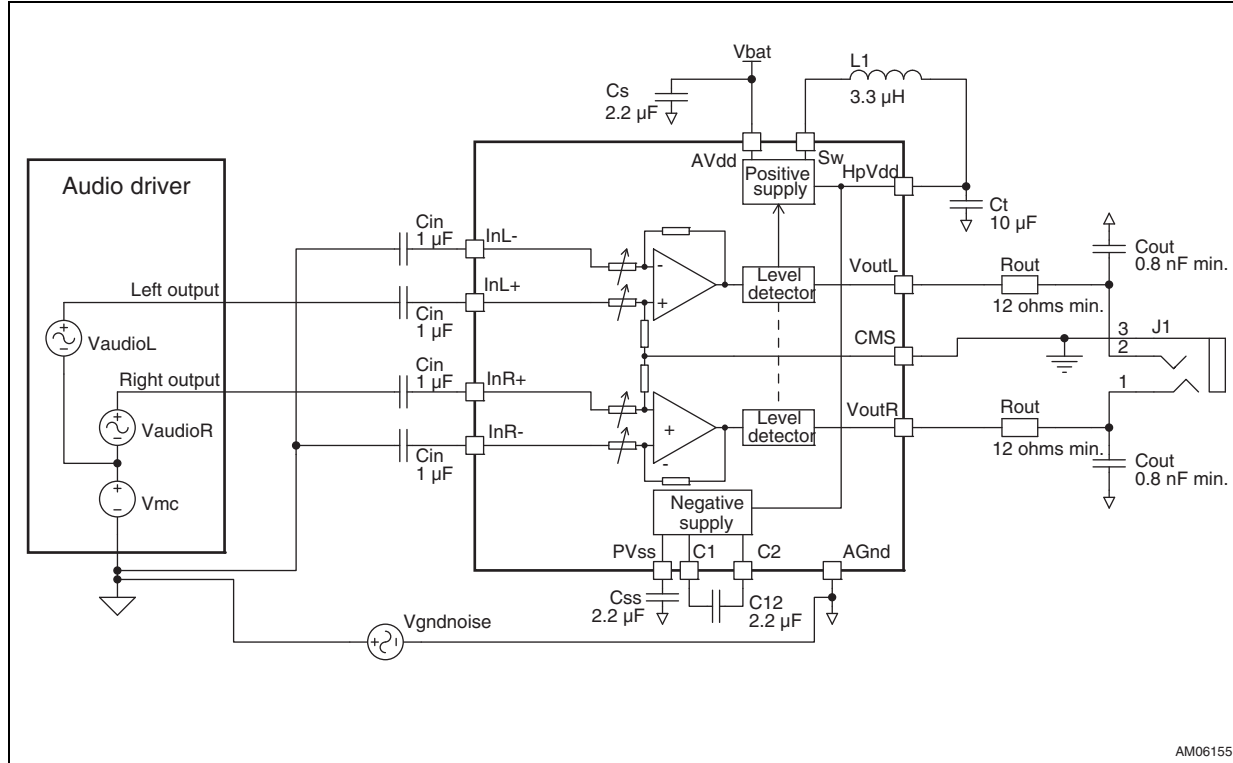 Vbat
L1
3.3 µH
Cs
2.2 µF
AVdd
Sw
HpVdd
Positive
supply
Ct
10 µF
Audio driver
Cin
1 µF
InL-
Left output
InL+
Cin
1 µF
VaudioL
-
+
Level
detector
VoutL
Rout
12 ohms min.
Cout
0.8 nF min.
CMS
3
J1
2
1
Right output
Cin
1 µF
InR+
VaudioR
InR-
Cin
1 µF
+
-
Level
detector
VoutR
Rout
12 ohms min.
Cout
0.8 nF min.
Vmc
Negative
supply
PVss
C1
C2
AGnd
Css
2.2 µF
C12
2.2 µF
Vgndnoise
AM06155